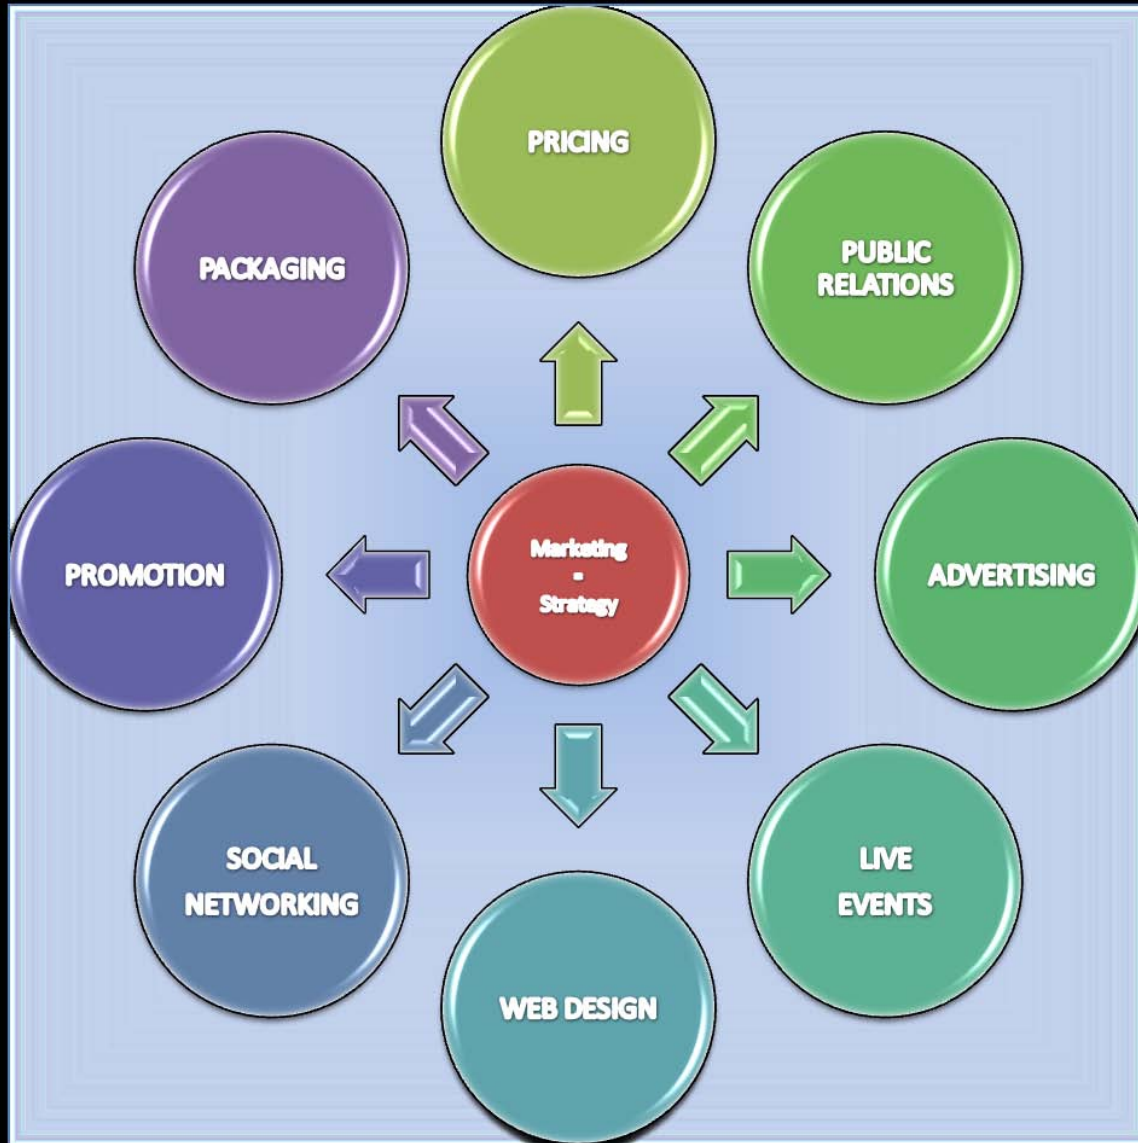 PRICING
PUBLIC
RELATIONS
ADVERTISING
LIVE
EVENTS
WEB DESIGN
SOCIAL
NETWORKING
PROMOTION
PACKAGING
Marketing
-
Strategy